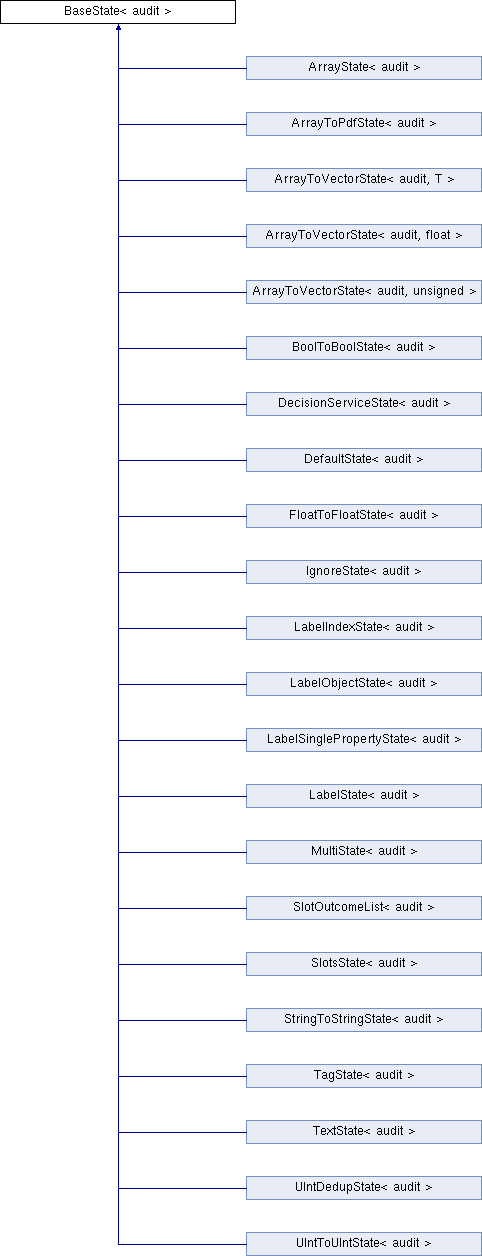 BaseState< audit >
ArrayState< audit >
ArrayToPdfState< audit >
ArrayToVectorState< audit, T >
ArrayToVectorState< audit, float >
ArrayToVectorState< audit, unsigned >
BoolToBoolState< audit >
DecisionServiceState< audit >
DefaultState< audit >
FloatToFloatState< audit >
IgnoreState< audit >
LabelIndexState< audit >
LabelObjectState< audit >
LabelSinglePropertyState< audit >
LabelState< audit >
MultiState< audit >
SlotOutcomeList< audit >
SlotsState< audit >
StringToStringState< audit >
TagState< audit >
TextState< audit >
UIntDedupState< audit >
UIntToUIntState< audit >